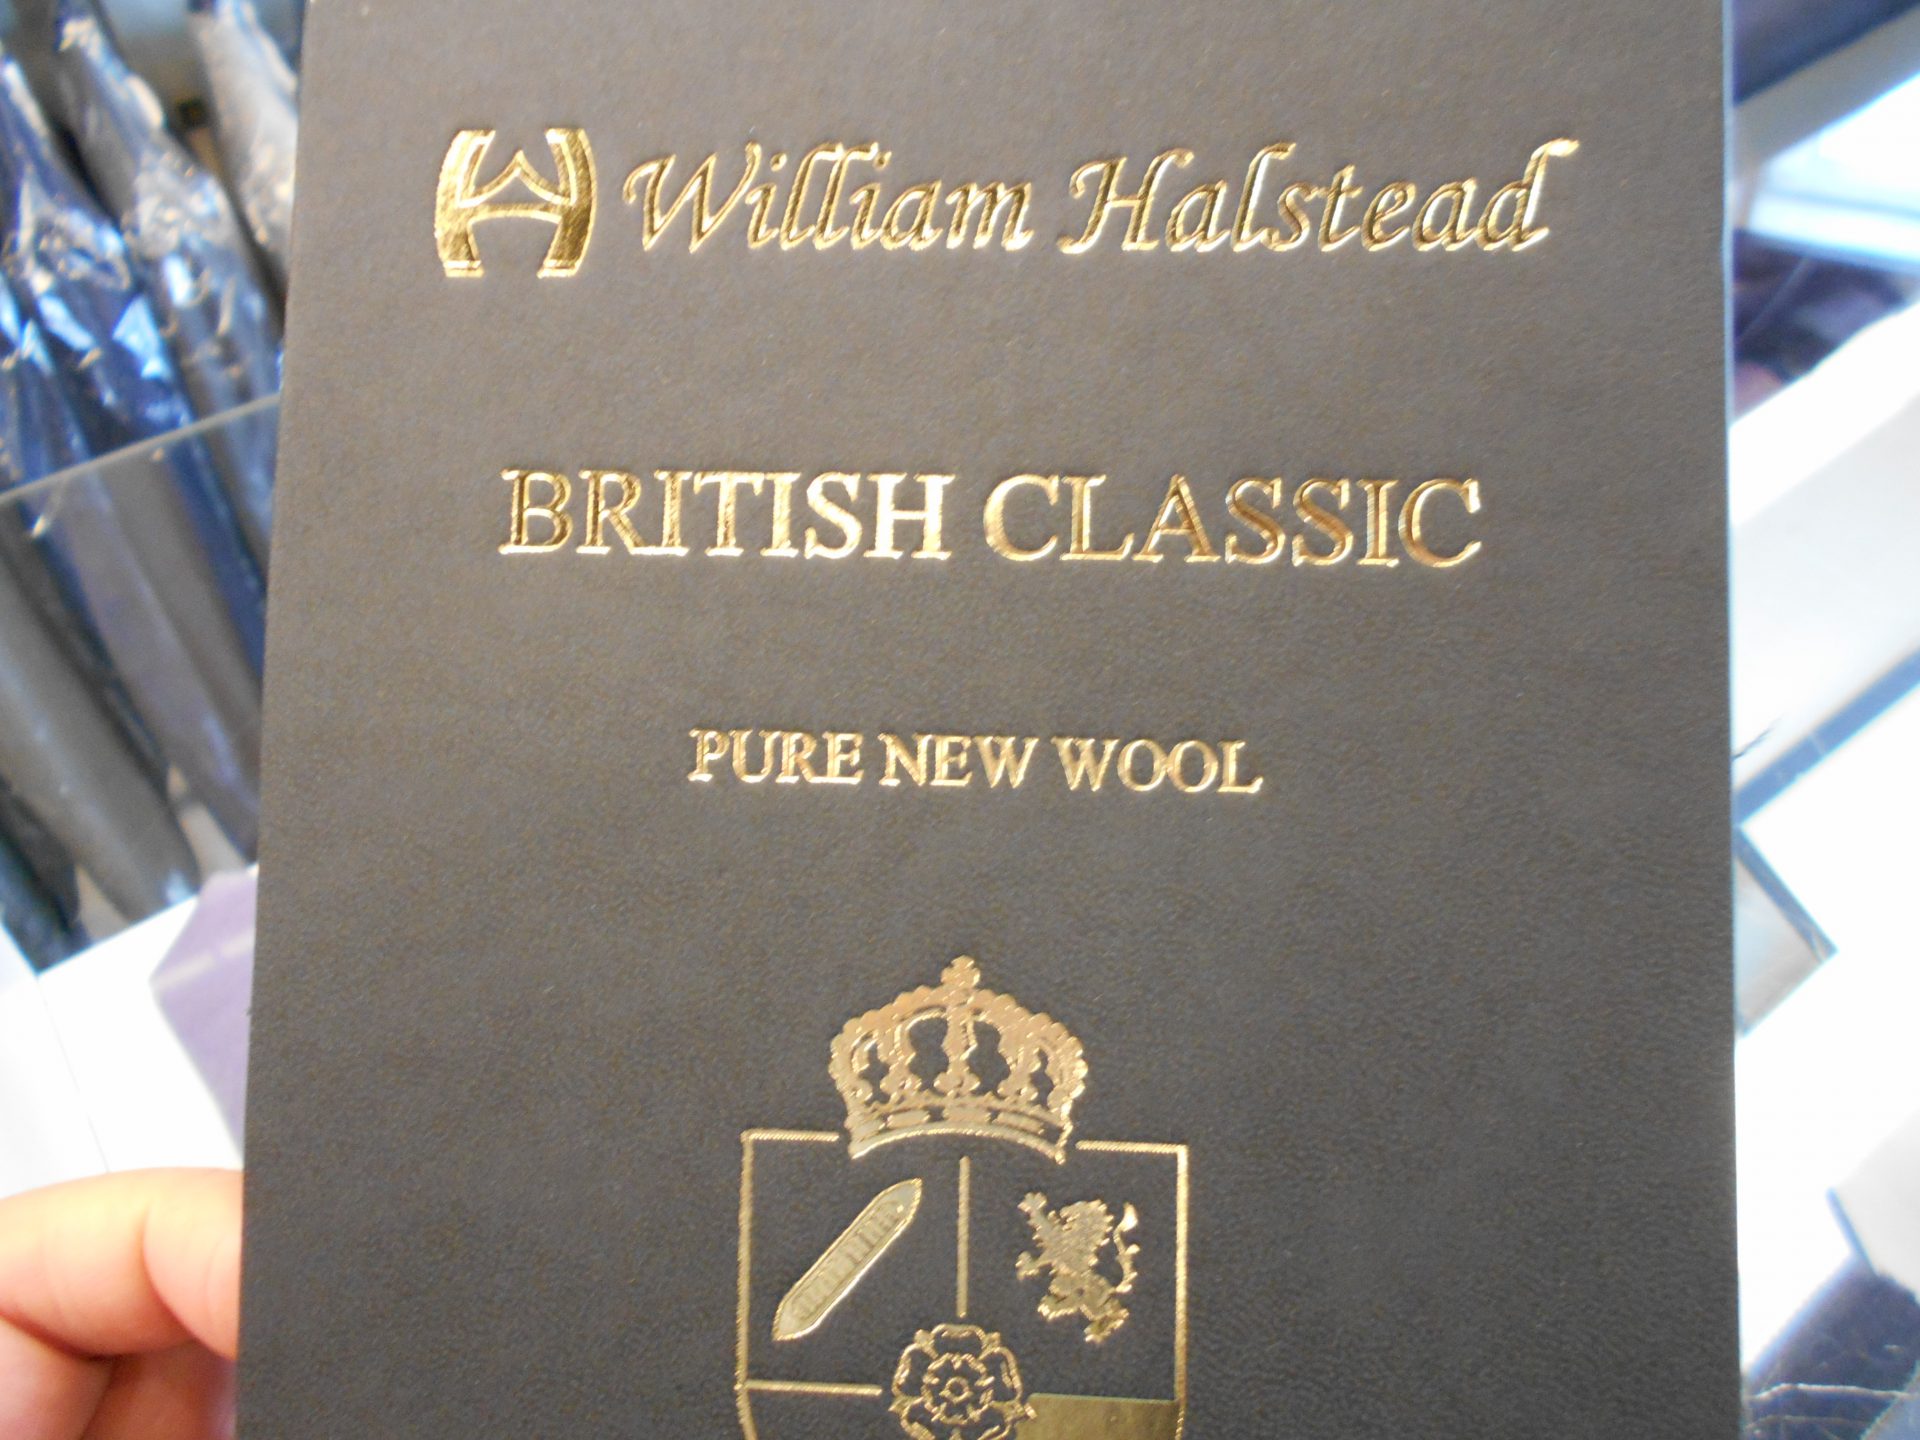 William Halstead
BRITISH CLASSIC
PURE NEW WOOL